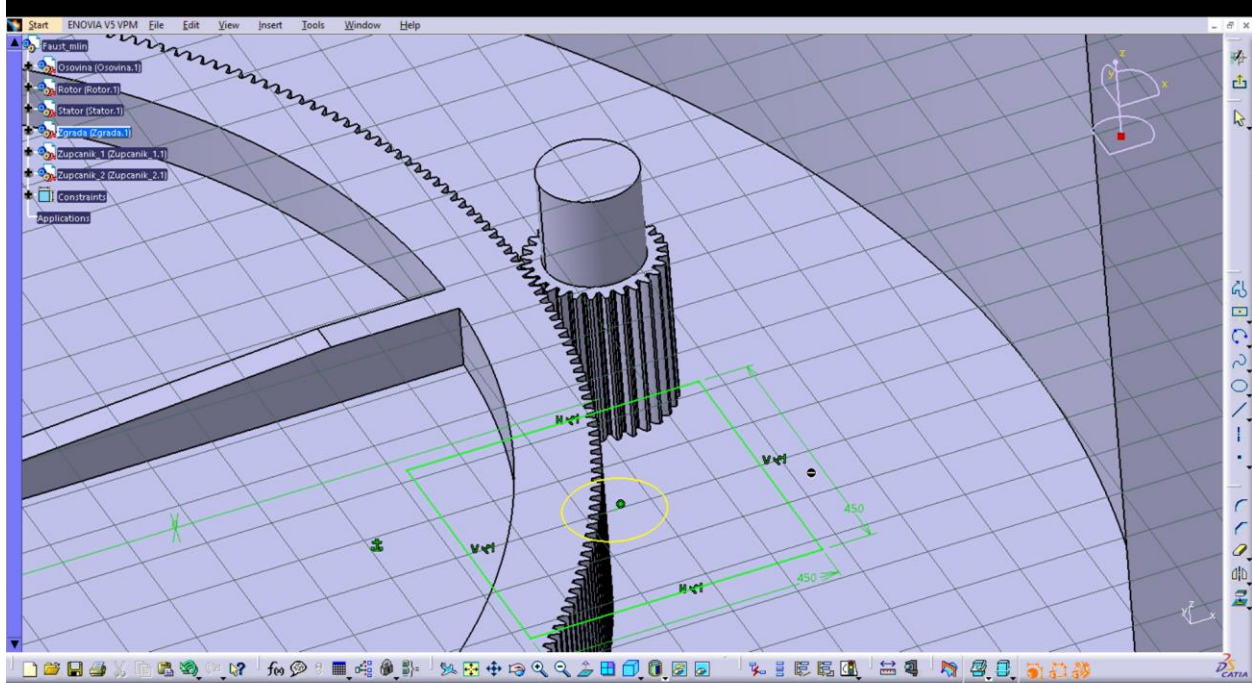 Start ENOVIA V5 VPM File Edit View Insert Tools Window Help
Faust_mlin
Osovina (Osovina.1)
Rotor (Rotor.1)
Stator (Stator.1)
Zgrada (Zgrada.1)
Zupcanik_1 (Zupcanik_1.1)
Zupcanik_2 (Zupcanik_2.1)
Constraints
Applications
z
y
x
H
V
450
V
450
H
z
y
x
f(x)
CATIA